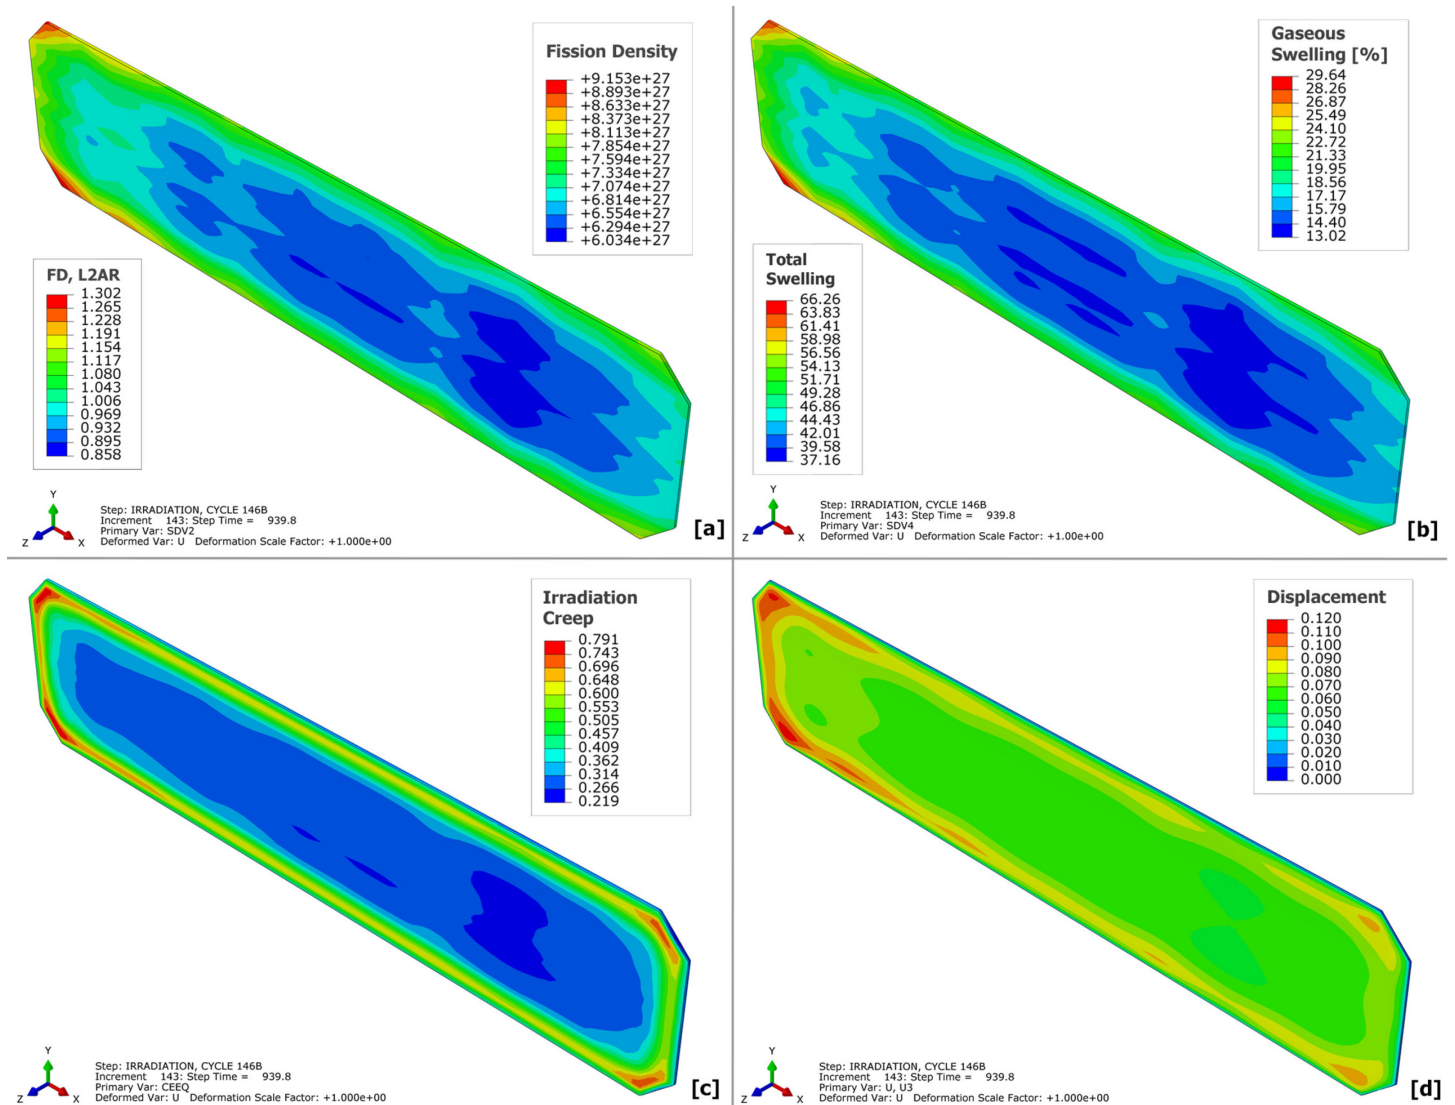 Fission Density
+9.153e+27
+8.893e+27
+8.633e+27
+8.373e+27
+8.113e+27
+7.854e+27
+7.594e+27
+7.334e+27
+7.074e+27
+6.814e+27
+6.554e+27
+6.294e+27
+6.034e+27
FD, L2AR
1.302
1.265
1.228
1.191
1.154
1.117
1.080
1.043
1.006
0.969
0.932
0.895
0.858
Y
Z
X
Step: IRRADIATION, CYCLE 146B
Increment 143: Step Time = 939.8
Primary Var: SDV2
Deformed Var: U Deformation Scale Factor: +1.000e+00
[a]
Gaseous
Swelling [%]
29.64
28.26
26.87
25.49
24.10
22.72
21.33
19.95
18.56
17.17
15.79
14.40
13.02
Total
Swelling
66.26
63.83
61.41
58.98
56.56
54.13
51.71
49.28
46.86
44.43
42.01
39.58
37.16
Y
Z
X
Step: IRRADIATION, CYCLE 146B
Increment 143: Step Time = 939.8
Primary Var: SDV4
Deformed Var: U Deformation Scale Factor: +1.00e+00
[b]
Irradiation
Creep
0.791
0.743
0.696
0.648
0.600
0.553
0.505
0.457
0.409
0.362
0.314
0.266
0.219
Y
Z
X
Step: IRRADIATION, CYCLE 146B
Increment 143: Step Time = 939.8
Primary Var: CEEQ
Deformed Var: U Deformation Scale Factor: +1.000e+00
[c]
Displacement
0.120
0.110
0.100
0.090
0.080
0.070
0.060
0.050
0.040
0.030
0.020
0.010
0.000
Y
Z
X
Step: IRRADIATION, CYCLE 146B
Increment 143: Step Time = 939.8
Primary Var: U, U3
Deformed Var: U Deformation Scale Factor: +1.000e+00
[d]